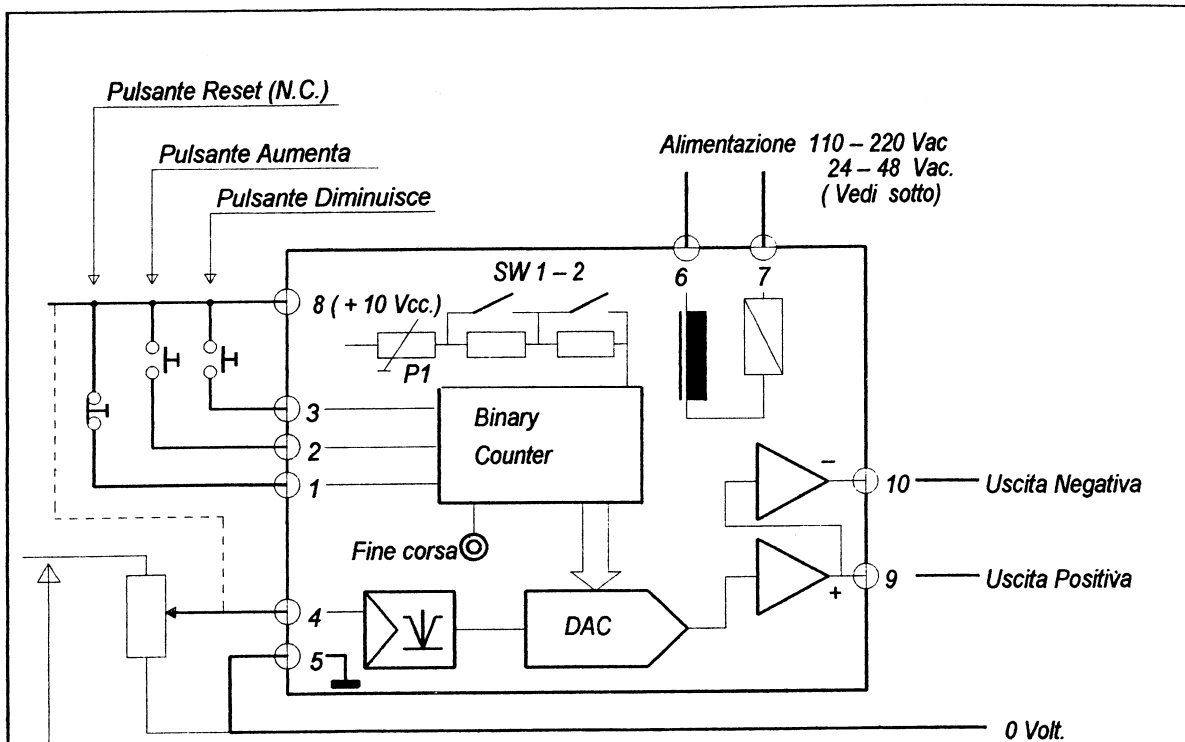 Pulsante Reset (N.C.)
Pulsante Aumenta
Pulsante Diminuisce
Alimentazione 110 – 220 Vac
24 – 48 Vac.
( Vedi sotto)
6
7
SW 1 – 2
8 ( + 10 Vcc.)
P1
3
2
1
Binary
Counter
–
10
Uscita Negativa
Fine corsa
9
Uscita Positiva
+
4
DAC
5
0 Volt.